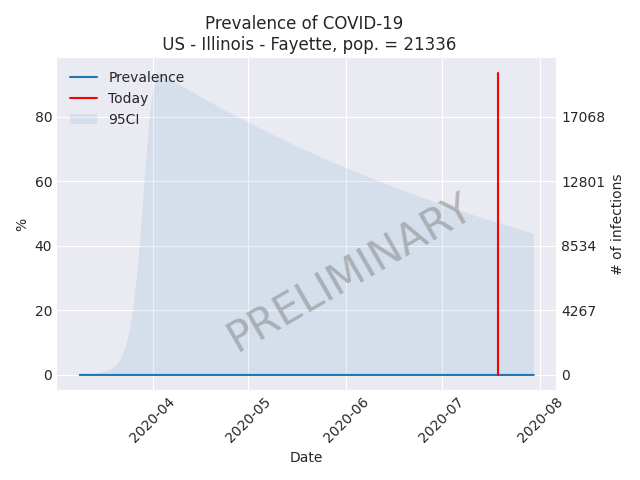 Prevalence of COVID-19
US - Illinois - Fayette, pop. = 21336
Prevalence
Today
95CI
80
60
40
20
0
%
17068
12801
8534
4267
0
# of infections
PRELIMINARY
2020-04
2020-05
2020-06
2020-07
2020-08
Date